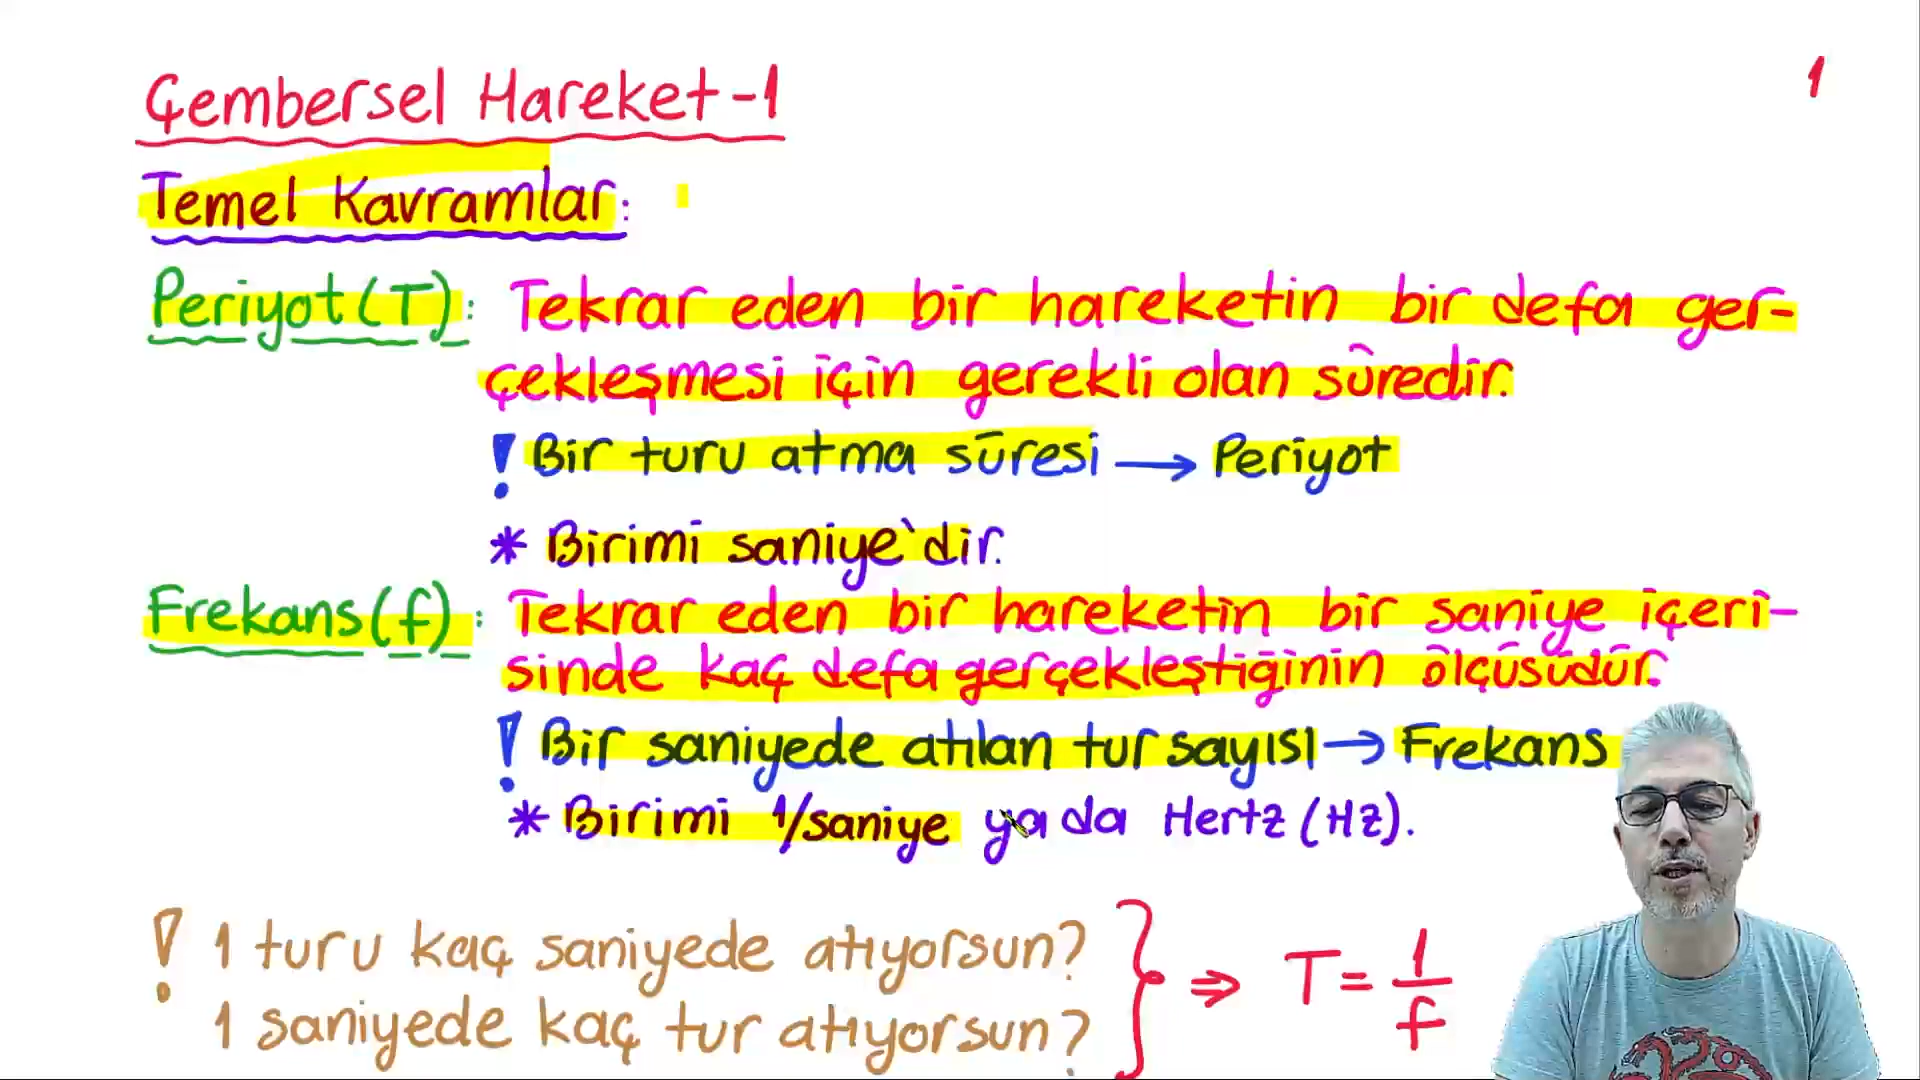 Çembersel Hareket-1
1
Temel Kavramlar:
Periyot(T): Tekrar eden bir hareketin bir defa ger-
çekleşmesi için gerekli olan süredir.
! Bir turu atma süresi → Periyot
* Birimi saniye'dir.
Frekans(f): Tekrar eden bir hareketin bir saniye içeri-
sinde kaç defa gerçekleştiğinin ölçüsüdür.
! Bir saniyede atılan tur sayısı → Frekans
* Birimi 1/saniye ya da Hertz (Hz).
! 1 turu kaç saniyede atıyorsun?
1 saniyede kaç tur atıyorsun?
} ⇒ T = 1/f